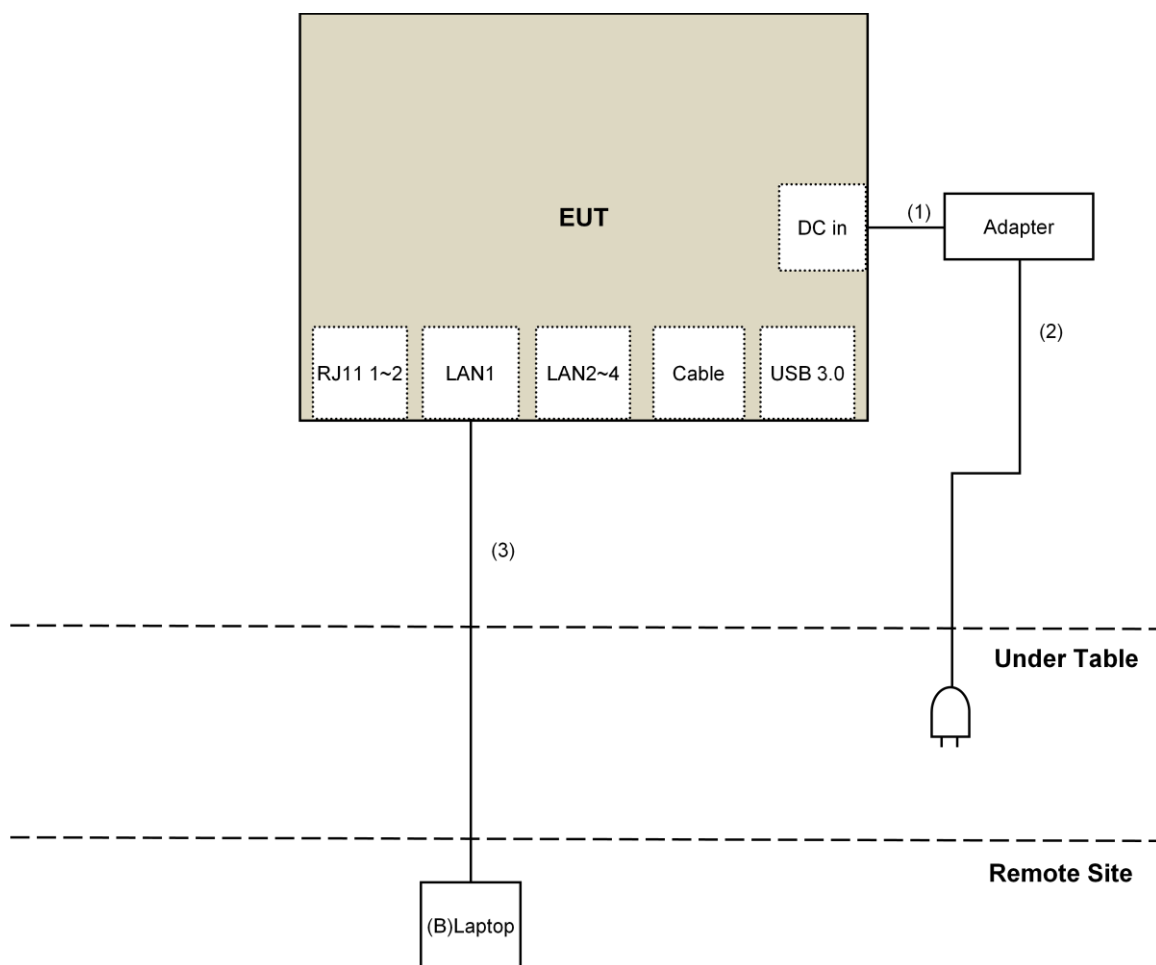 EUT
DC in
(1)
Adapter
(2)
RJ11 1~2
LAN1
LAN2~4
Cable
USB 3.0
(3)
Under Table
Remote Site
(B)Laptop